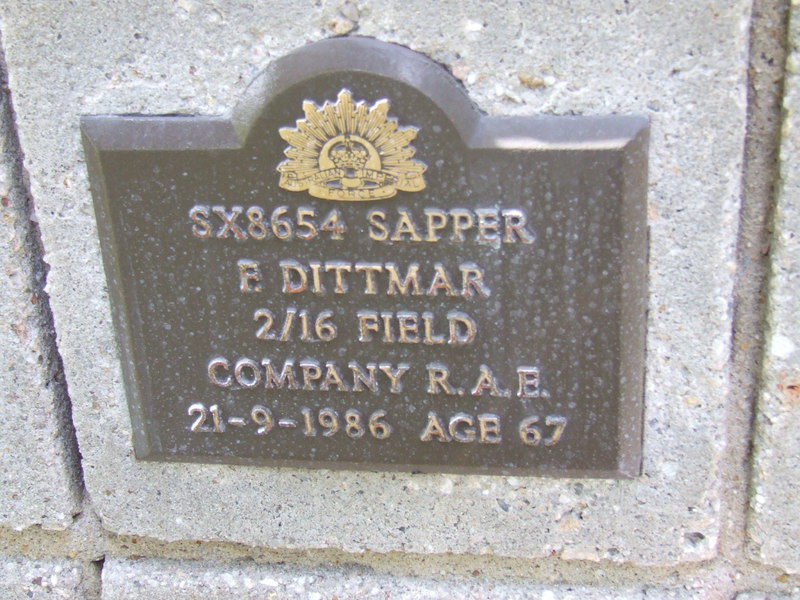 SX8654 SAPPER
F. DITTMAR
2/16 FIELD
COMPANY R.A.E.
21-9-1986 AGE 67